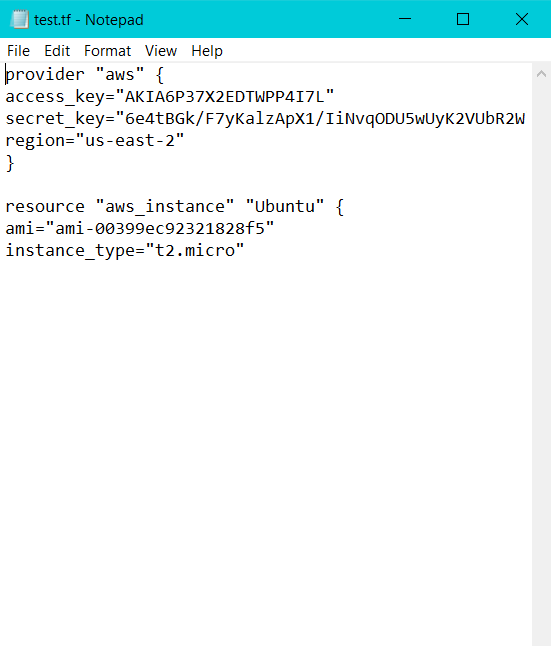 test.tf - Notepad
File Edit Format View Help
provider "aws" {
access_key="AKIA6P37X2EDTWPP4I7L"
secret_key="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
region="us-east-2"
}
resource "aws_instance" "Ubuntu" {
ami="ami-00399ec92321828f5"
instance_type="t2.micro"